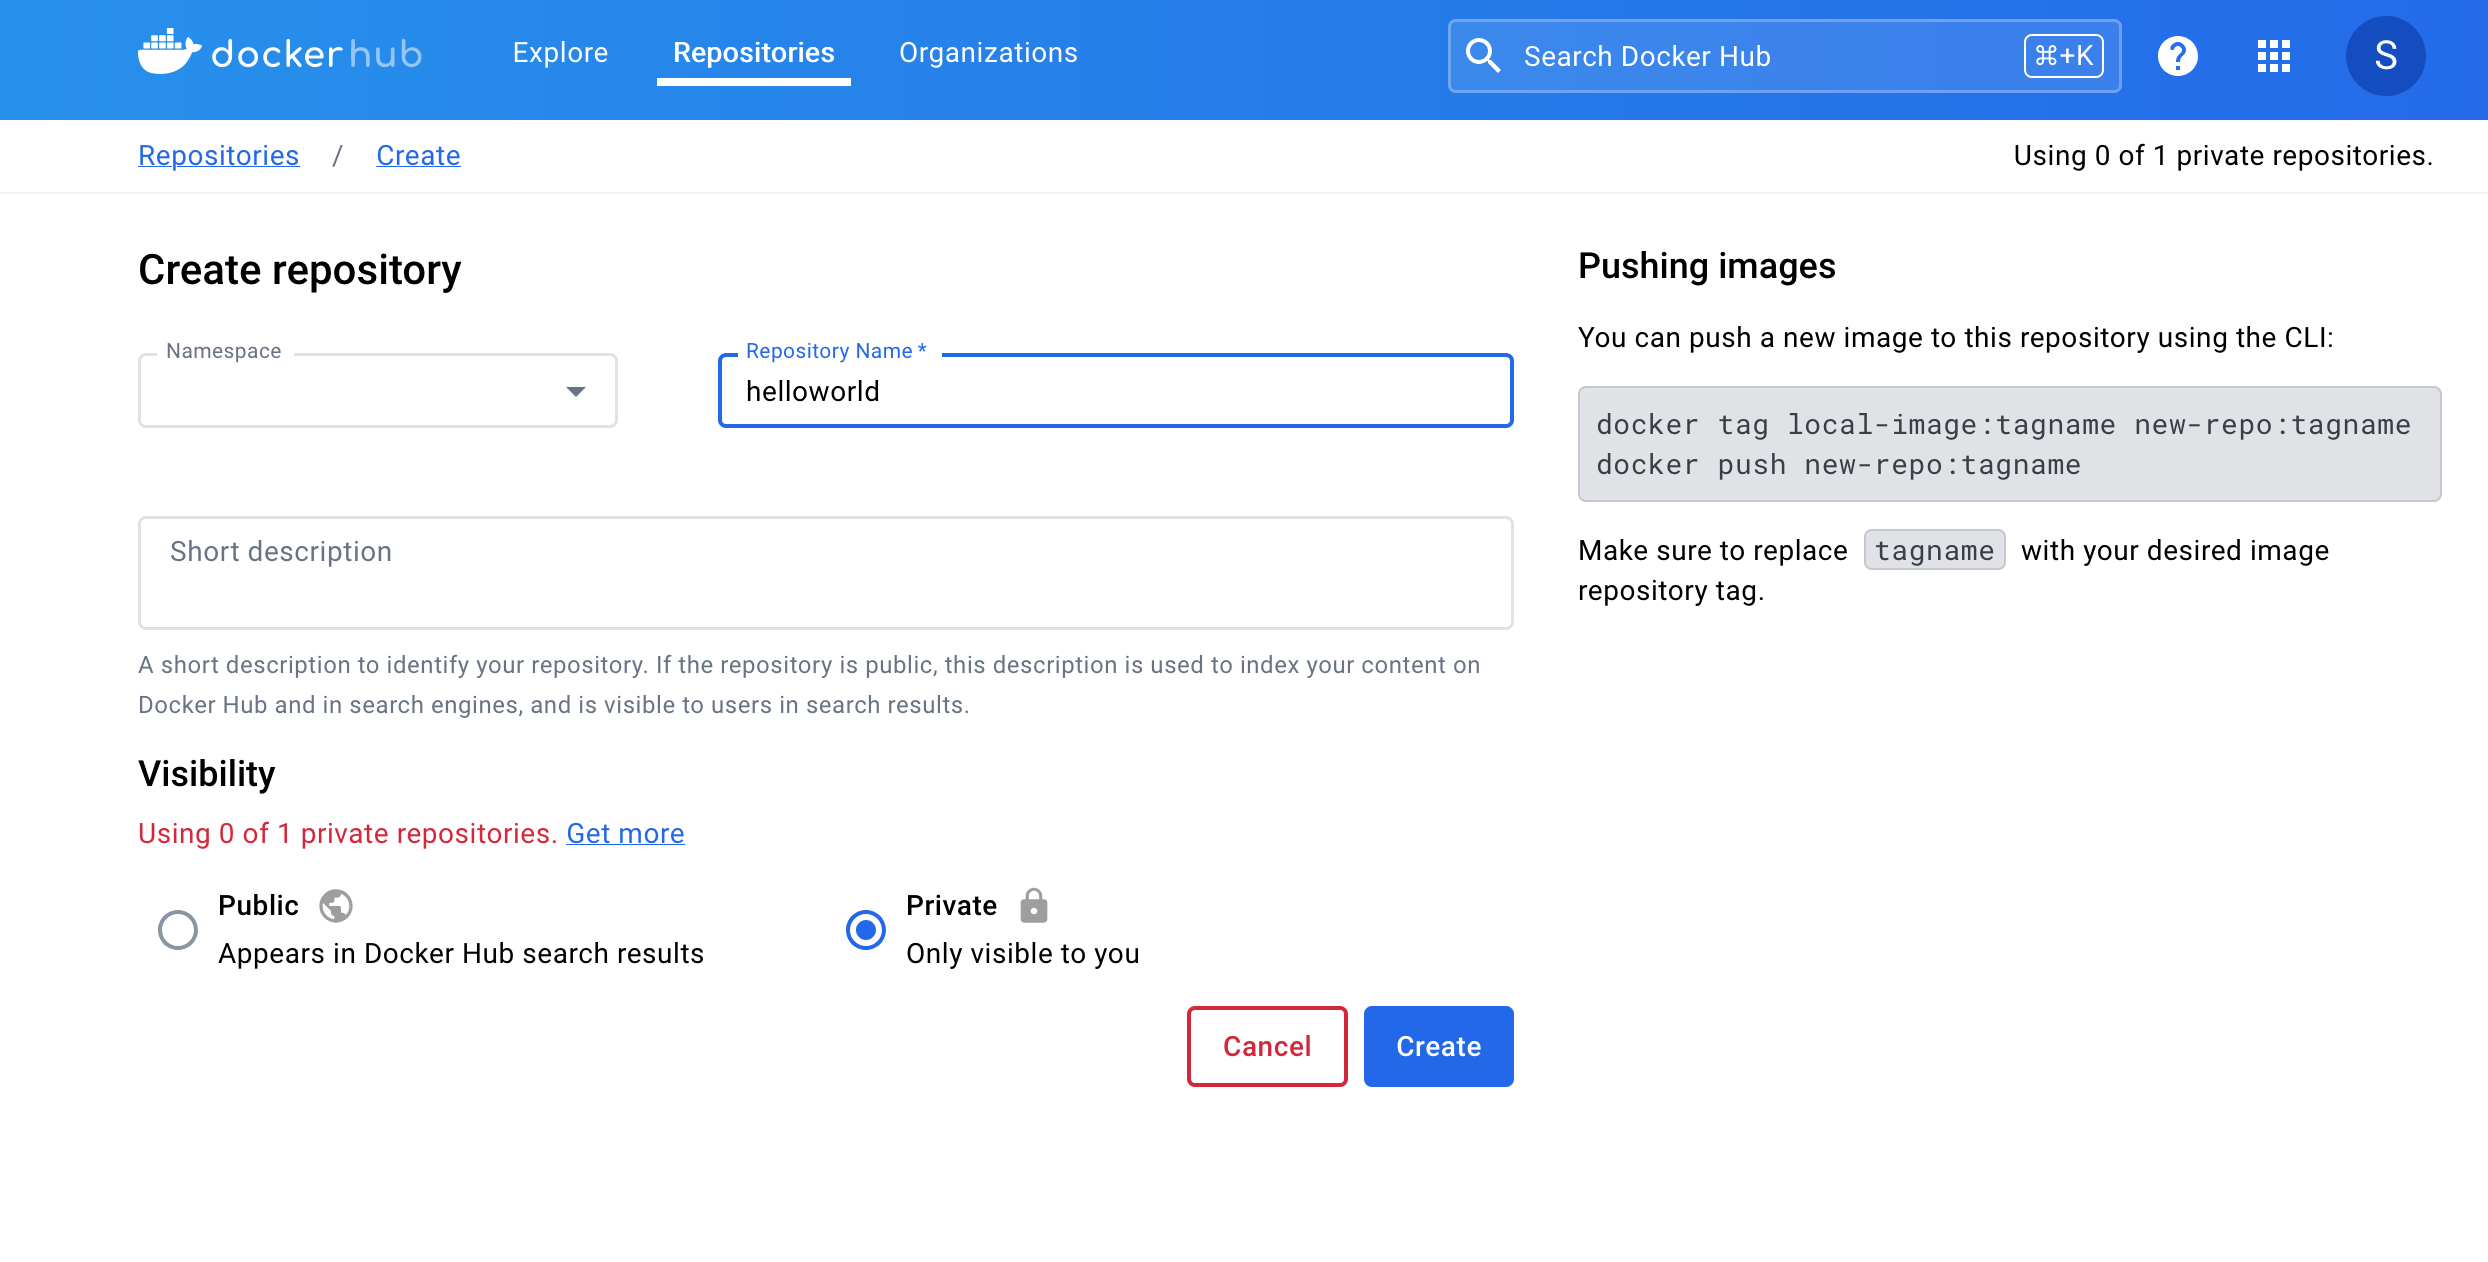 dockerhub
Explore
Repositories
Organizations
Search Docker Hub
⌘+K
?
S
Repositories / Create
Using 0 of 1 private repositories.
Create repository
Namespace
Repository Name *
helloworld
Short description
A short description to identify your repository. If the repository is public, this description is used to index your content on
Docker Hub and in search engines, and is visible to users in search results.
Visibility
Using 0 of 1 private repositories. Get more
Public
Appears in Docker Hub search results
Private
Only visible to you
Cancel
Create
Pushing images
You can push a new image to this repository using the CLI:
docker tag local-image:tagname new-repo:tagname
docker push new-repo:tagname
Make sure to replace tagname with your desired image
repository tag.